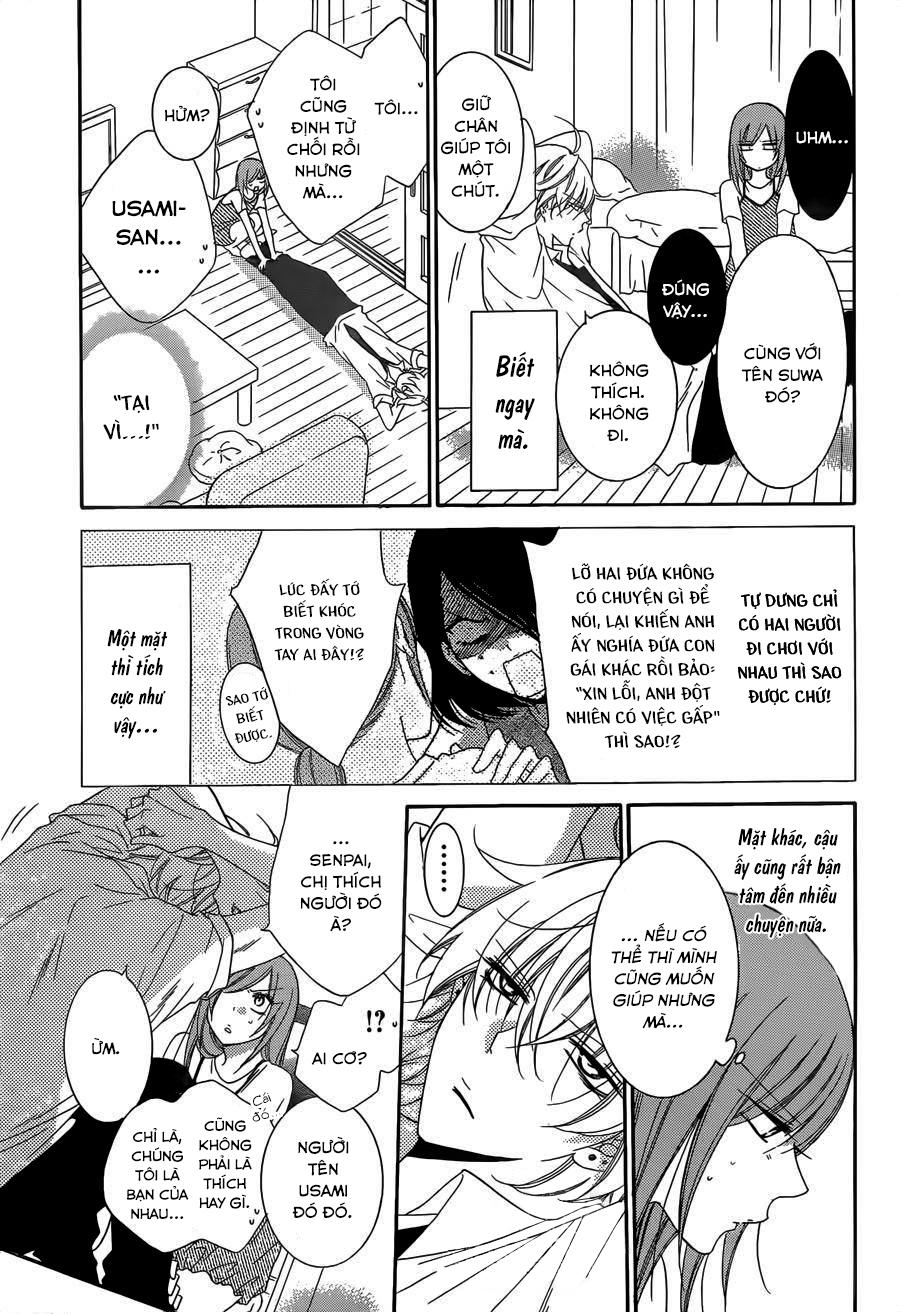 UHM...
CÙNG VỚI
TÊN SUWA
ĐÓ?
ĐÚNG
VẬY...
GIỮ
CHÂN
GIÚP TÔI
MỘT
CHÚT.
KHÔNG
THÍCH.
KHÔNG
ĐI.
Biết
ngay
mà.
TÔI...
TÔI
CŨNG
ĐỊNH TỪ
CHỐI RỒI
NHƯNG
MÀ...
HỬM?
USAMI-
SAN...
...
"TẠI
VÌ...!"
TỰ DƯNG CHỈ
CÓ HAI NGƯỜI
ĐI CHƠI VỚI
NHAU THÌ SAO
ĐƯỢC CHỨ!
LỠ HAI ĐỨA KHÔNG
CÓ CHUYỆN GÌ ĐỂ
NÓI, LẠI KHIẾN ANH
ẤY NGHĨA ĐỨA CON
GÁI KHÁC RỒI BẢO:
"XIN LỖI, ANH ĐỘT
NHIÊN CÓ VIỆC GẤP"
THÌ SAO!?
LÚC ĐẤY TỚ
BIẾT KHÓC
TRONG VÒNG
TAY AI ĐÂY!?
SAO TỚ
BIẾT
ĐƯỢC.
Một mặt
thì tích
cực như
vậy...
Mặt khác, cậu
ấy cũng rất bận
tâm đến nhiều
chuyện nữa.
... NẾU CÓ
THỂ THÌ MÌNH
CŨNG MUỐN
GIÚP NHƯNG
MÀ...
...
SENPAI,
CHỊ THÍCH
NGƯỜI ĐÓ
À?
!?
AI CƠ?
NGƯỜI
TÊN
USAMI
ĐÓ ĐÓ.
Cái
đó...
CŨNG
KHÔNG
PHẢI LÀ
THÍCH
HAY GÌ.
CHỈ LÀ,
CHÚNG
TÔI LÀ
BẠN CỦA
NHAU...
ỪM.